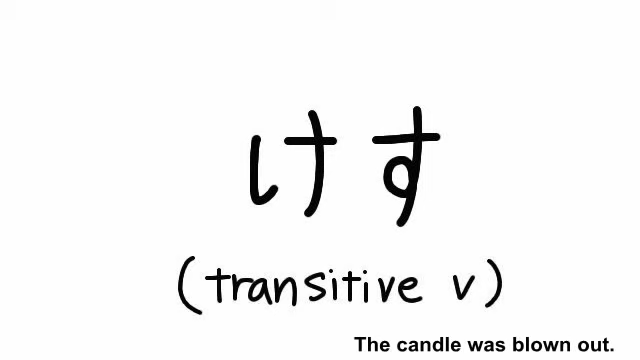 けす
(transitive v)
The candle was blown out.